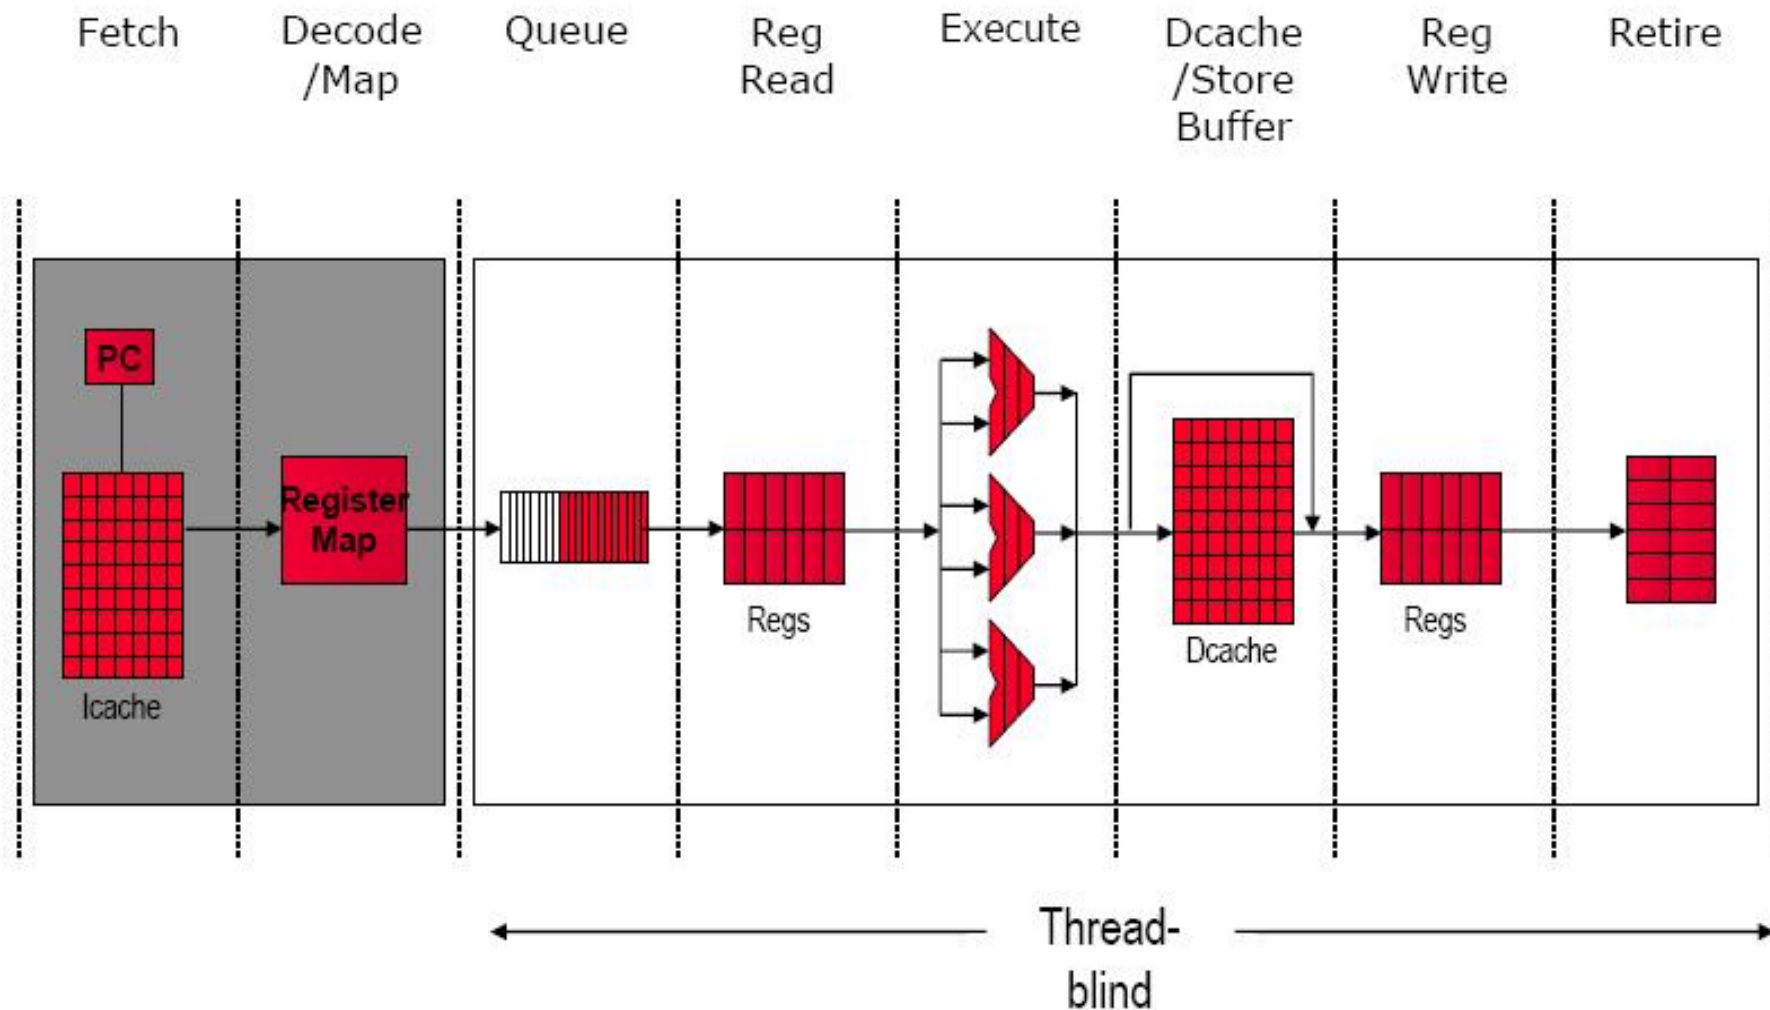 Fetch
Decode
/Map
Queue
Reg
Read
Execute
Dcache
/Store
Buffer
Reg
Write
Retire
PC
Icache
Register
Map
Regs
Dcache
Regs
Thread-
blind